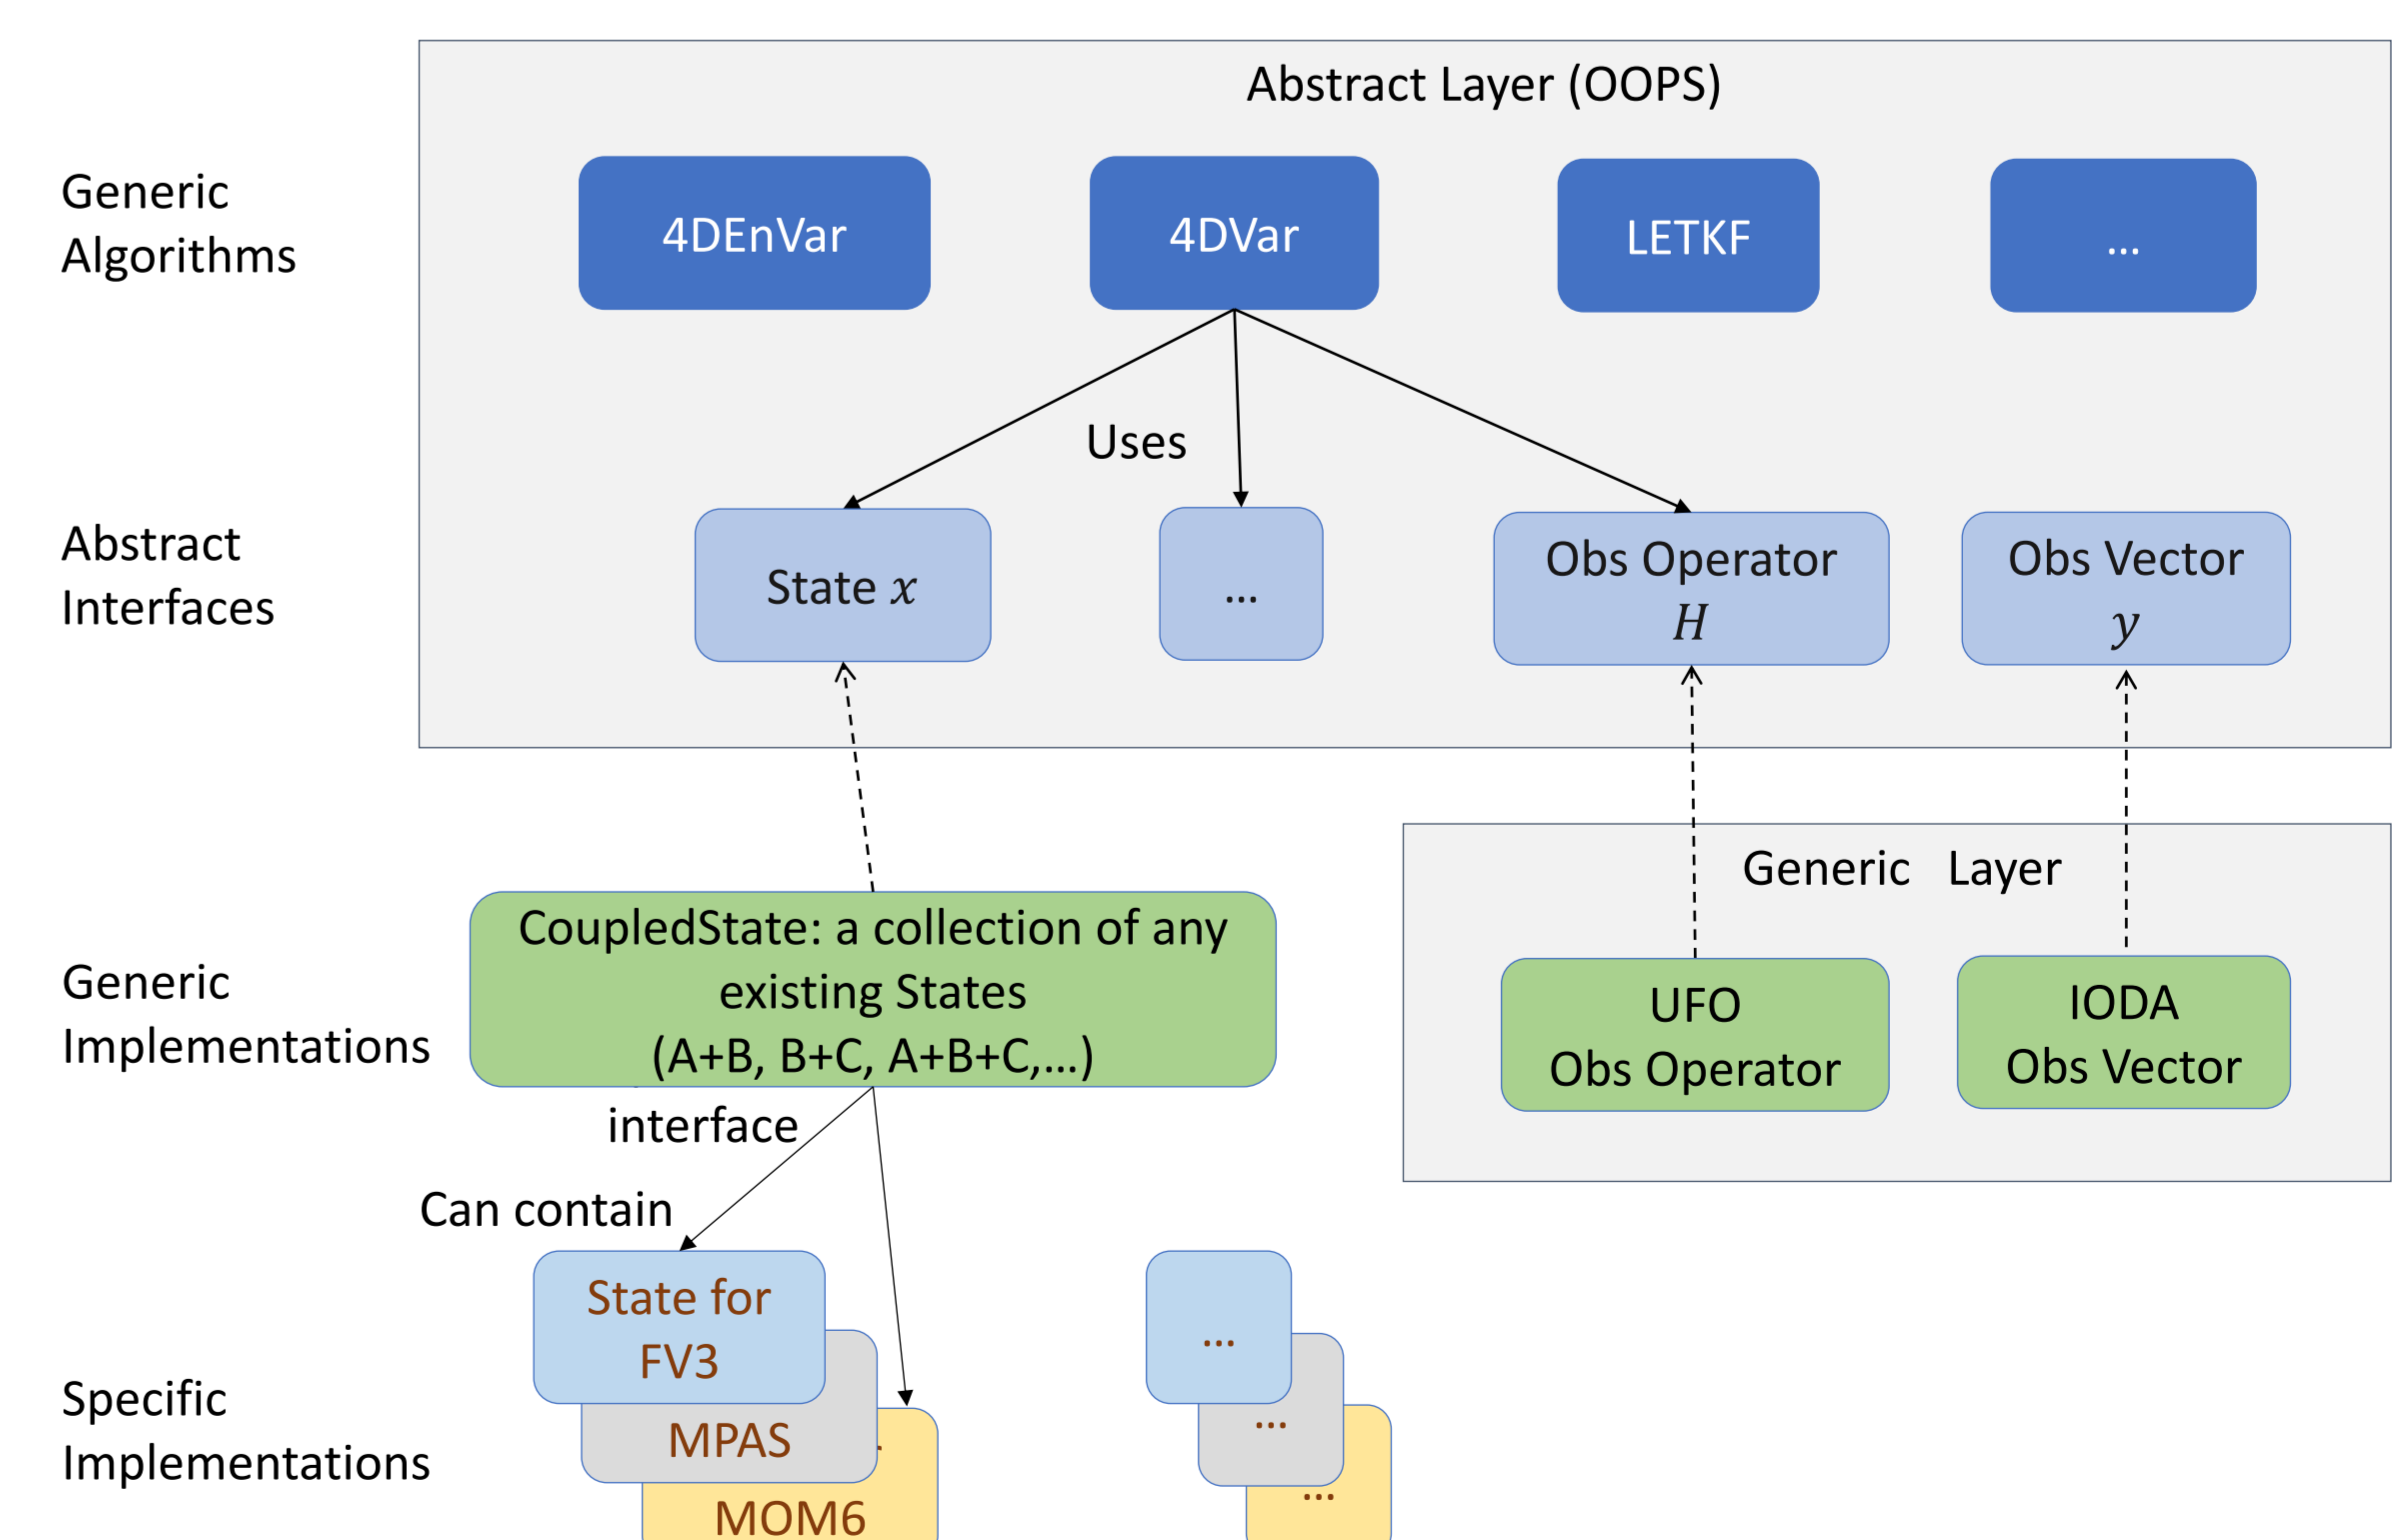 Abstract Layer (OOPS)
Generic
Algorithms
4DEnVar
4DVar
LETKF
...
Uses
Abstract
Interfaces
State x
...
Obs Operator
H
Obs Vector
y
Generic Layer
Generic
Implementations
CoupledState: a collection of any
existing States
(A+B, B+C, A+B+C,...)
UFO
Obs Operator
IODA
Obs Vector
interface
Can contain
Specific
Implementations
State for
FV3
MPAS
MOM6
...
...
...